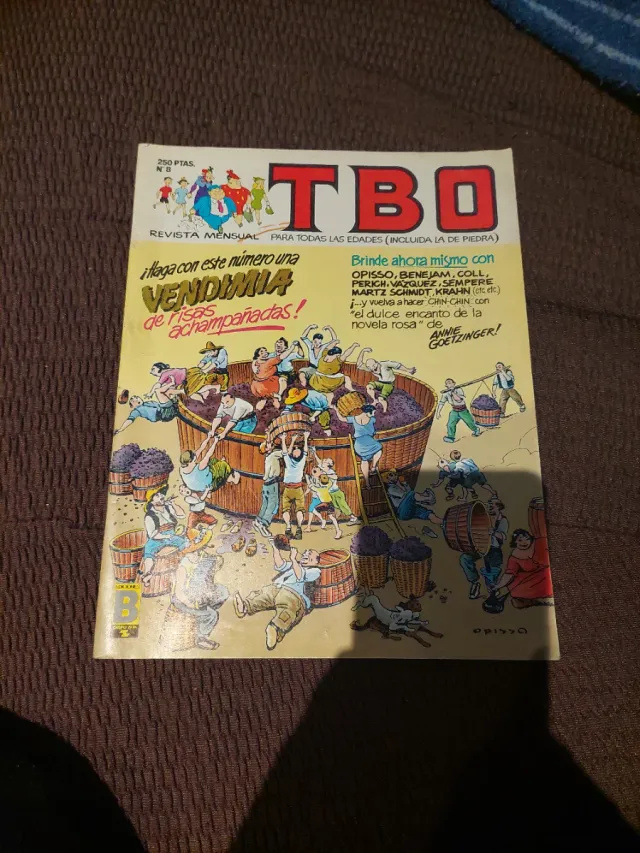 250 PTAS.
Nº 8
TBO
REVISTA MENSUAL PARA TODAS LAS EDADES (INCLUIDA LA DE PIEDRA)
¡Haga con este número una
VENDIMIA
de risas
achampañadas!
Brinde ahora mismo con
OPISSO, BENEJAM, COLL,
PERICH, VÁZQUEZ, SEMPERE
MARTZ SCHMIDT, KRAHN (etc. etc.)
¡...y vuelva a hacer CHIN-CHIN con
"el dulce encanto de la
novela rosa" de
ANNIE
GOETZINGER!
B
OPISSO